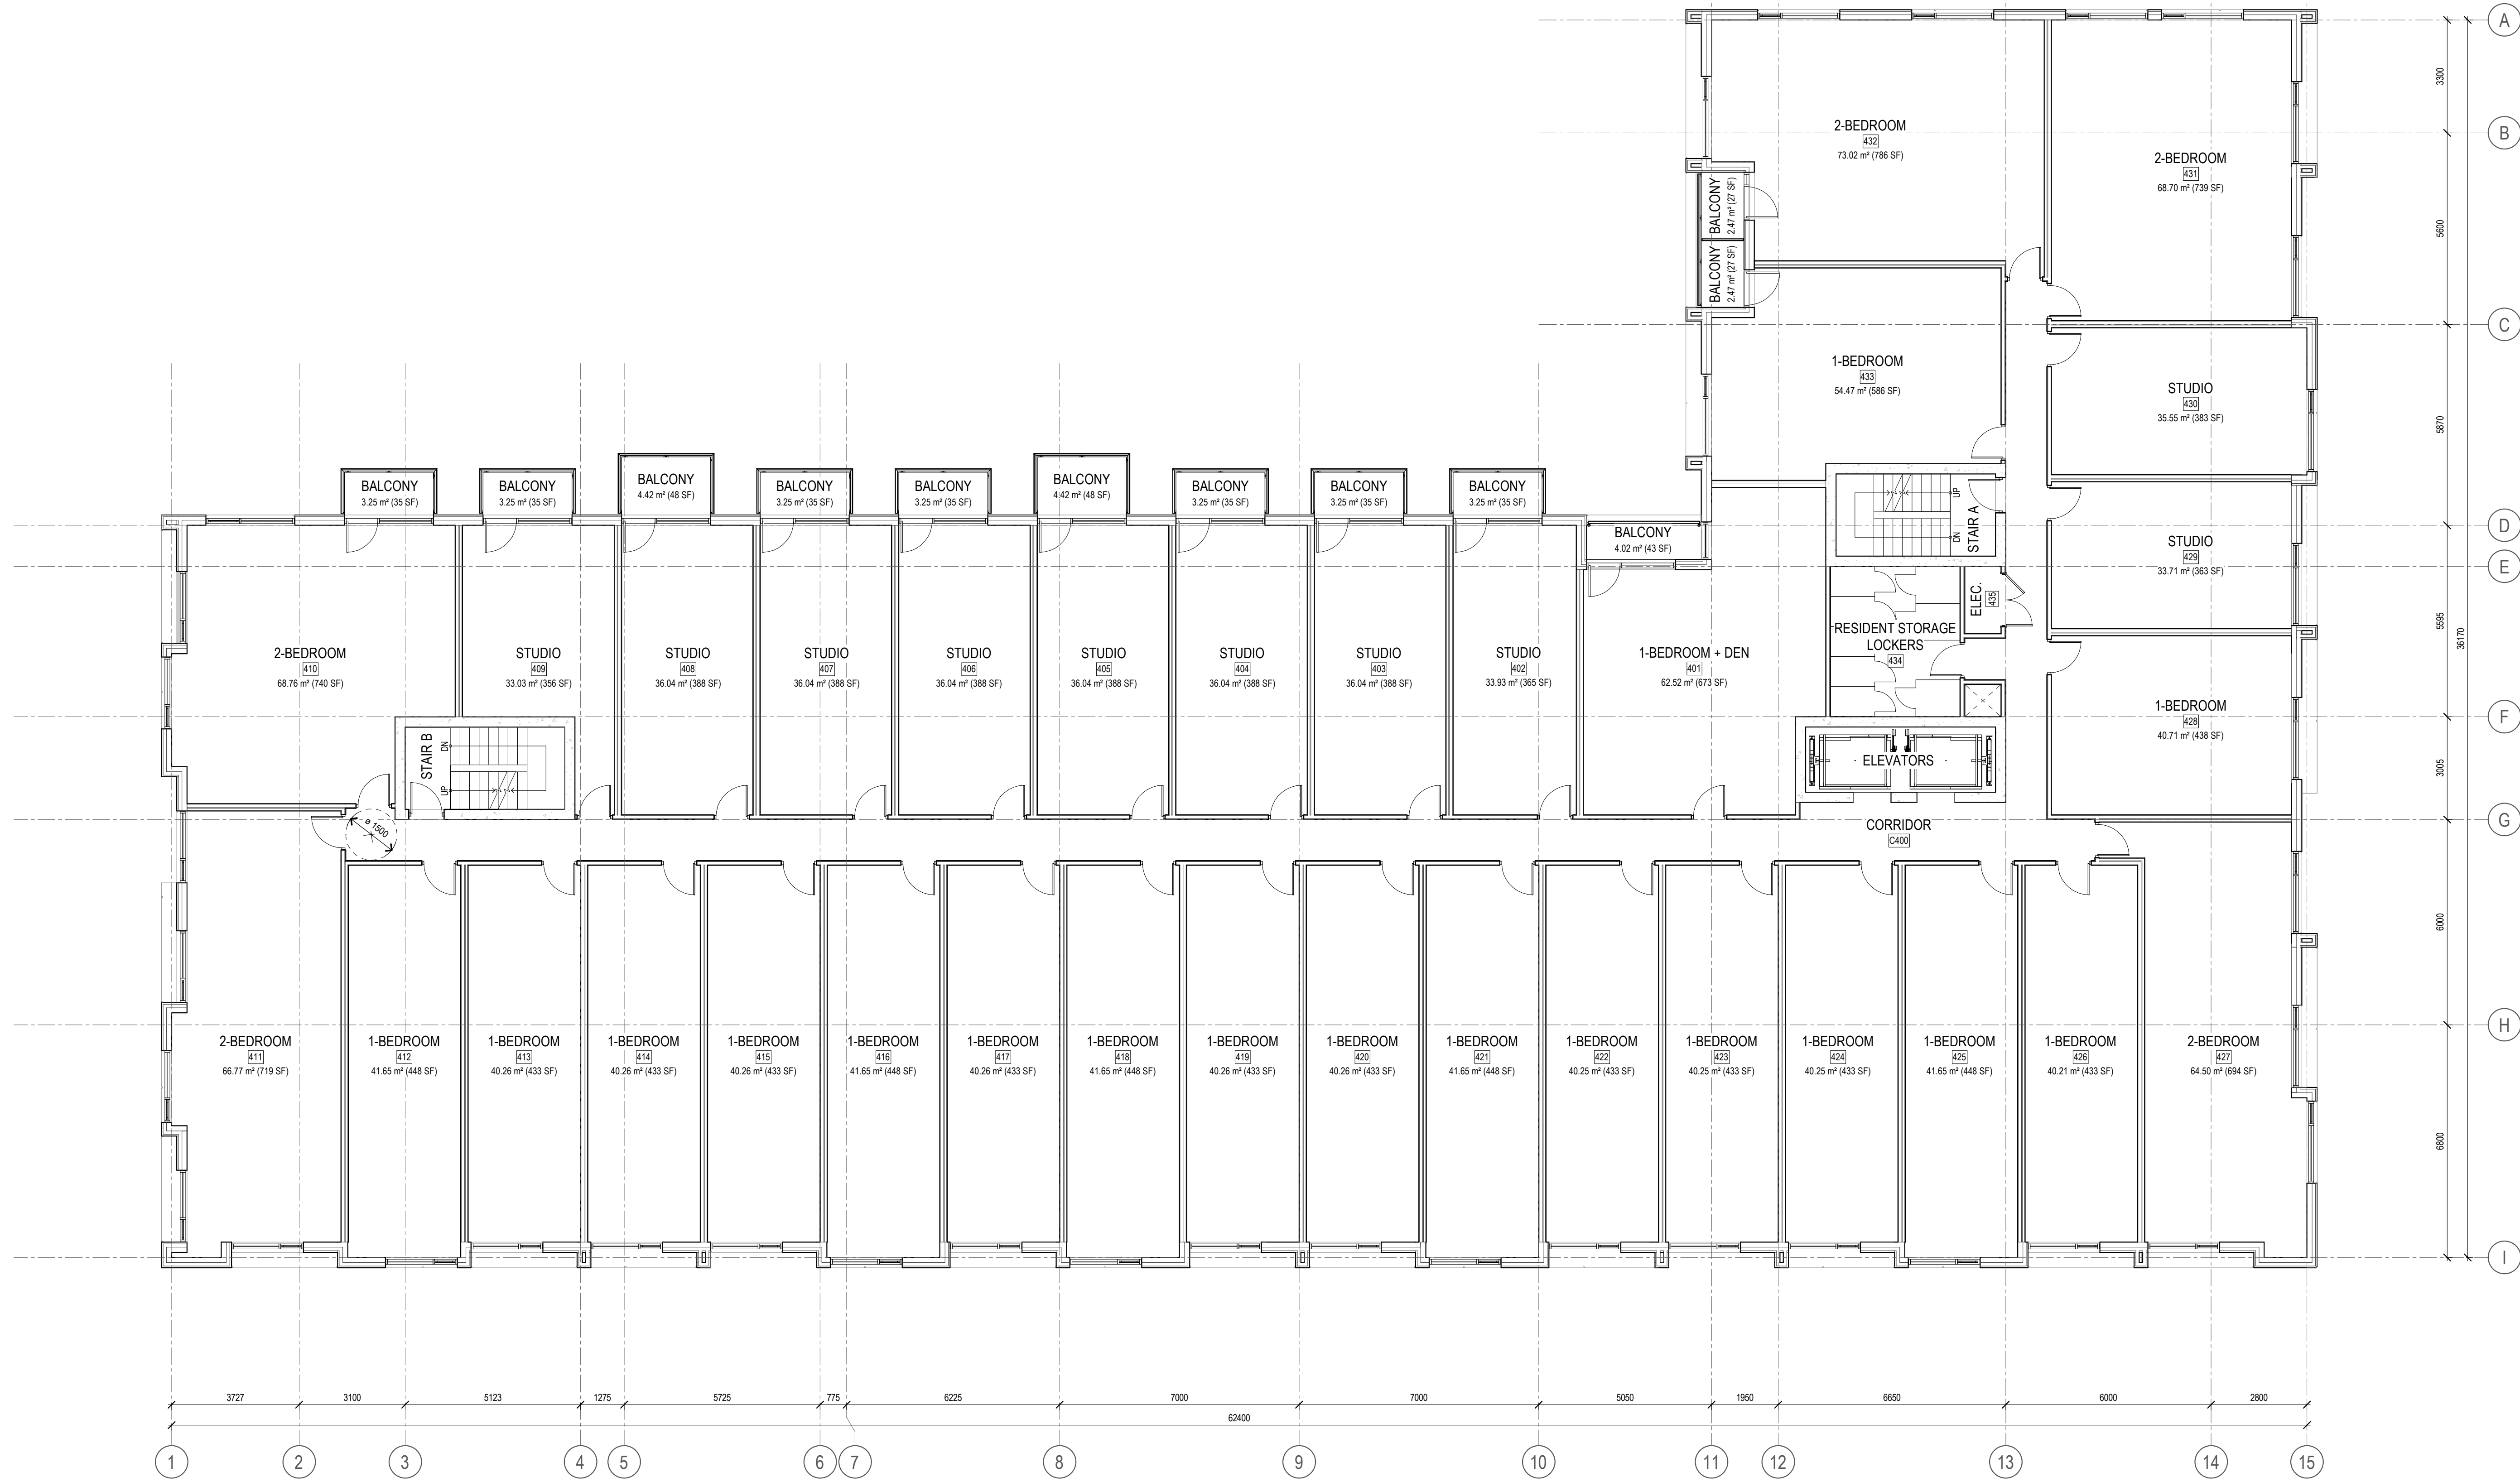 A
3300
2-BEDROOM
432
73.02 m² (786 SF)
B
2-BEDROOM
431
68.70 m² (739 SF)
BALCONY
2.47 m² (27 SF)
5600
BALCONY
2.47 m² (27 SF)
C
1-BEDROOM
433
54.47 m² (586 SF)
STUDIO
430
35.55 m² (383 SF)
5870
BALCONY
3.25 m² (35 SF)
BALCONY
3.25 m² (35 SF)
BALCONY
4.42 m² (48 SF)
BALCONY
3.25 m² (35 SF)
BALCONY
3.25 m² (35 SF)
BALCONY
4.42 m² (48 SF)
BALCONY
3.25 m² (35 SF)
BALCONY
3.25 m² (35 SF)
BALCONY
3.25 m² (35 SF)
BALCONY
4.02 m² (43 SF)
UP
DN
STAIR A
D
STUDIO
429
33.71 m² (363 SF)
E
ELEC.
435
5595
36170
RESIDENT STORAGE
LOCKERS
434
2-BEDROOM
410
68.76 m² (740 SF)
STUDIO
409
33.03 m² (356 SF)
STUDIO
408
36.04 m² (388 SF)
STUDIO
407
36.04 m² (388 SF)
STUDIO
406
36.04 m² (388 SF)
STUDIO
405
36.04 m² (388 SF)
STUDIO
404
36.04 m² (388 SF)
STUDIO
403
36.04 m² (388 SF)
STUDIO
402
33.93 m² (365 SF)
1-BEDROOM + DEN
401
62.52 m² (673 SF)
1-BEDROOM
428
40.71 m² (438 SF)
F
STAIR B
DN
UP
ELEVATORS
3005
ø 1500
CORRIDOR
C400
G
6000
H
2-BEDROOM
411
66.77 m² (719 SF)
1-BEDROOM
412
41.65 m² (448 SF)
1-BEDROOM
413
40.26 m² (433 SF)
1-BEDROOM
414
40.26 m² (433 SF)
1-BEDROOM
415
40.26 m² (433 SF)
1-BEDROOM
416
41.65 m² (448 SF)
1-BEDROOM
417
40.26 m² (433 SF)
1-BEDROOM
418
41.65 m² (448 SF)
1-BEDROOM
419
40.26 m² (433 SF)
1-BEDROOM
420
40.26 m² (433 SF)
1-BEDROOM
421
41.65 m² (448 SF)
1-BEDROOM
422
40.25 m² (433 SF)
1-BEDROOM
423
40.25 m² (433 SF)
1-BEDROOM
424
40.25 m² (433 SF)
1-BEDROOM
425
41.65 m² (448 SF)
1-BEDROOM
426
40.21 m² (433 SF)
2-BEDROOM
427
64.50 m² (694 SF)
6800
I
3727
3100
5123
1275
5725
775
6225
7000
7000
5050
1950
6650
6000
2800
62400
1
2
3
4
5
6
7
8
9
10
11
12
13
14
15